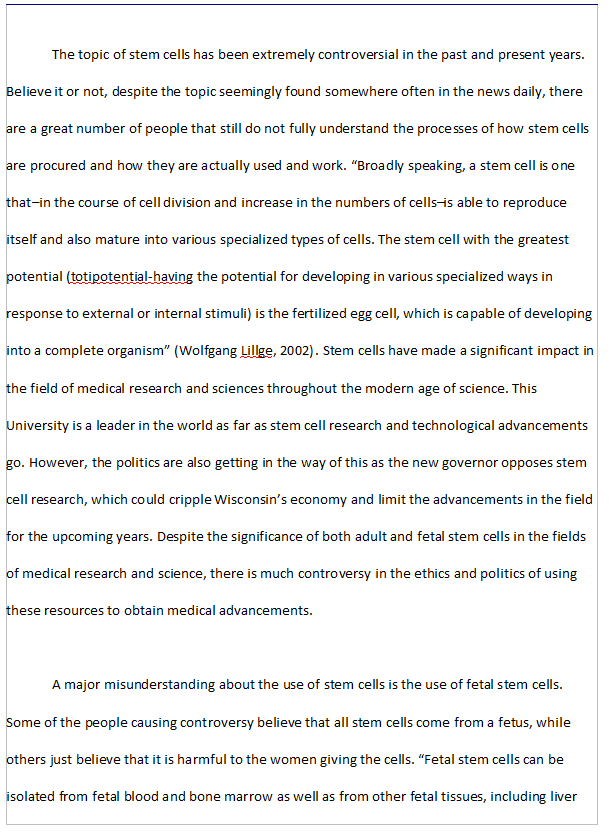 The topic of stem cells has been extremely controversial in the past and present years.
Believe it or not, despite the topic seemingly found somewhere often in the news daily, there
are a great number of people that still do not fully understand the processes of how stem cells
are procured and how they are actually used and work. “Broadly speaking, a stem cell is one
that–in the course of cell division and increase in the numbers of cells–is able to reproduce
itself and also mature into various specialized types of cells. The stem cell with the greatest
potential (totipotential-having the potential for developing in various specialized ways in
response to external or internal stimuli) is the fertilized egg cell, which is capable of developing
into a complete organism” (Wolfgang Lillge, 2002). Stem cells have made a significant impact in
the field of medical research and sciences throughout the modern age of science. This
University is a leader in the world as far as stem cell research and technological advancements
go. However, the politics are also getting in the way of this as the new governor opposes stem
cell research, which could cripple Wisconsin’s economy and limit the advancements in the field
for the upcoming years. Despite the significance of both adult and fetal stem cells in the fields
of medical research and science, there is much controversy in the ethics and politics of using
these resources to obtain medical advancements.
A major misunderstanding about the use of stem cells is the use of fetal stem cells.
Some of the people causing controversy believe that all stem cells come from a fetus, while
others just believe that it is harmful to the women giving the cells. “Fetal stem cells can be
isolated from fetal blood and bone marrow as well as from other fetal tissues, including liver